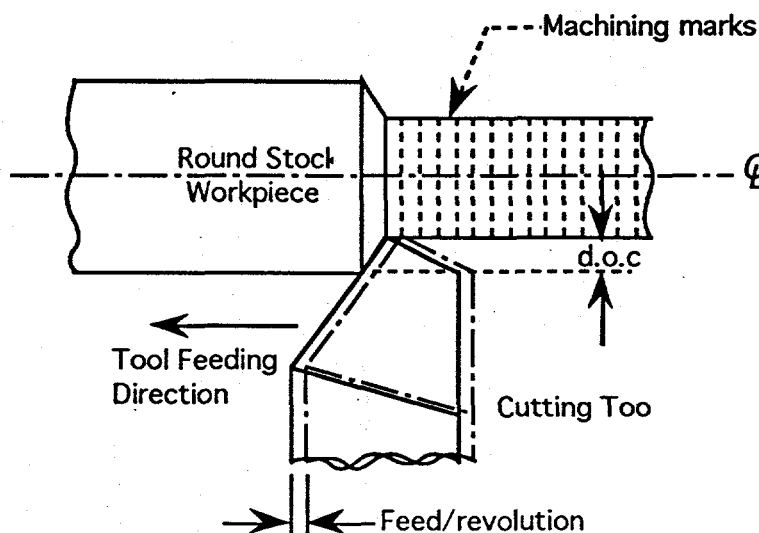 Machining marks
Round Stock
Workpiece
℄
d.o.c
Tool Feeding
Direction
Cutting Too
Feed/revolution